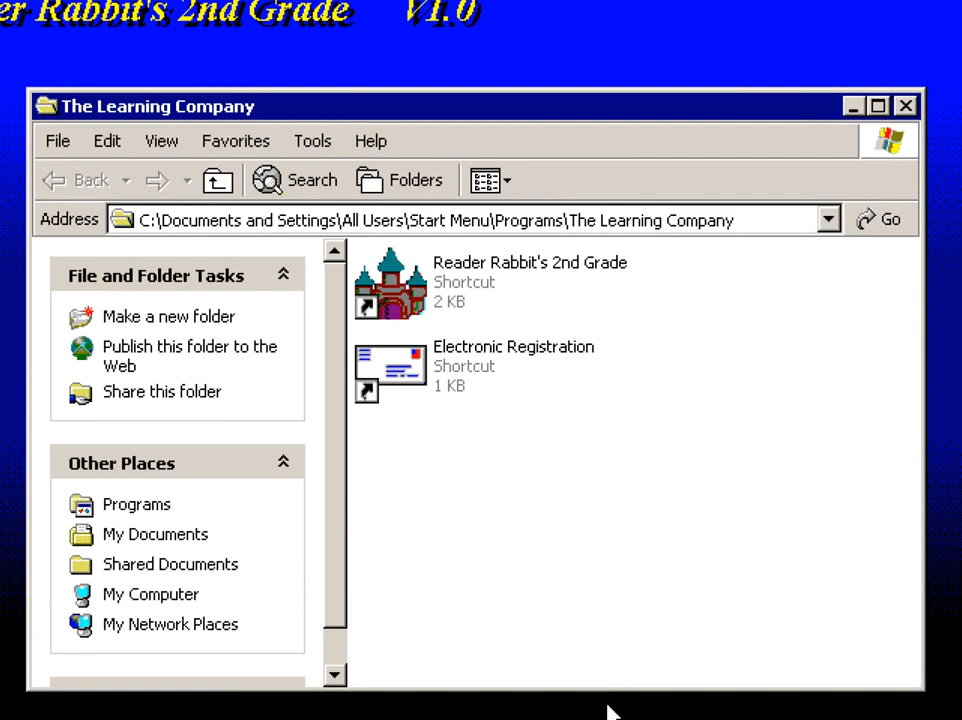 er Rabbit's 2nd Grade V1.0
The Learning Company
File Edit View Favorites Tools Help
Back Search Folders
Address C:\Documents and Settings\All Users\Start Menu\Programs\The Learning Company Go
File and Folder Tasks
Make a new folder
Publish this folder to the
Web
Share this folder
Other Places
Programs
My Documents
Shared Documents
My Computer
My Network Places
Reader Rabbit's 2nd Grade
Shortcut
2 KB
Electronic Registration
Shortcut
1 KB